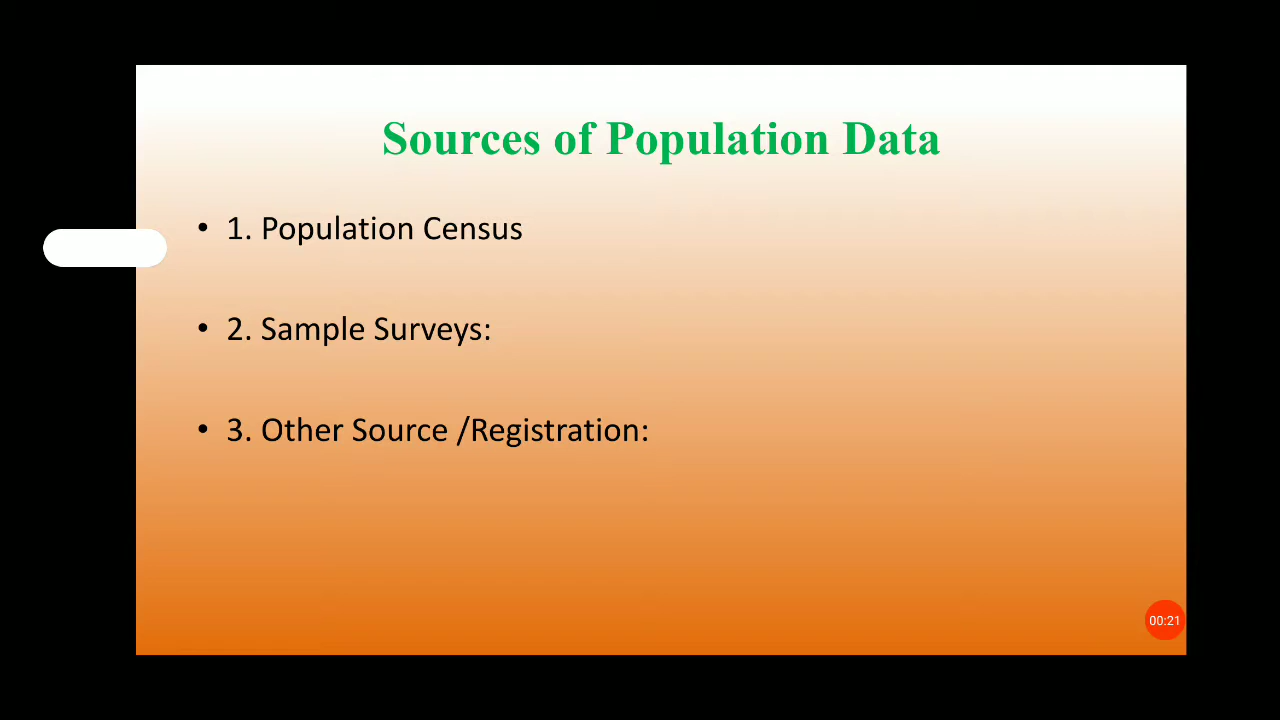 Sources of Population Data
• 1. Population Census
• 2. Sample Surveys:
• 3. Other Source /Registration:
00:21